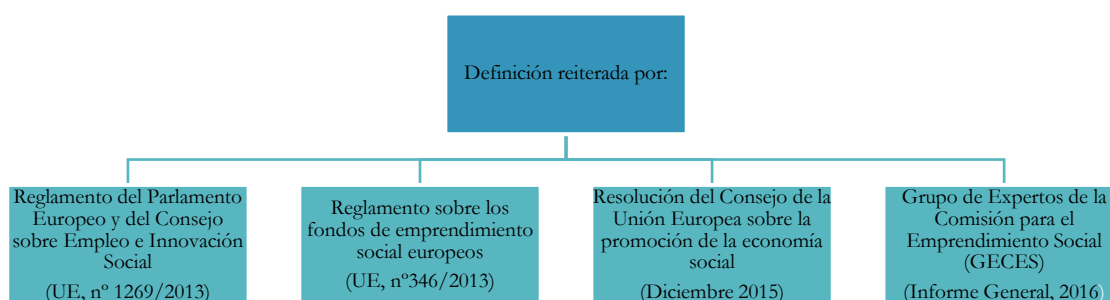 Definición reiterada por:
Reglamento del Parlamento
Europeo y del Consejo
sobre Empleo e Innovación
Social
(UE, nº 1269/2013)
Reglamento sobre los
fondos de emprendimiento
social europeos
(UE, nº346/2013)
Resolución del Consejo de la
Unión Europea sobre la
promoción de la economía
social
(Diciembre 2015)
Grupo de Expertos de la
Comisión para el
Emprendimiento Social
(GECES)
(Informe General, 2016)